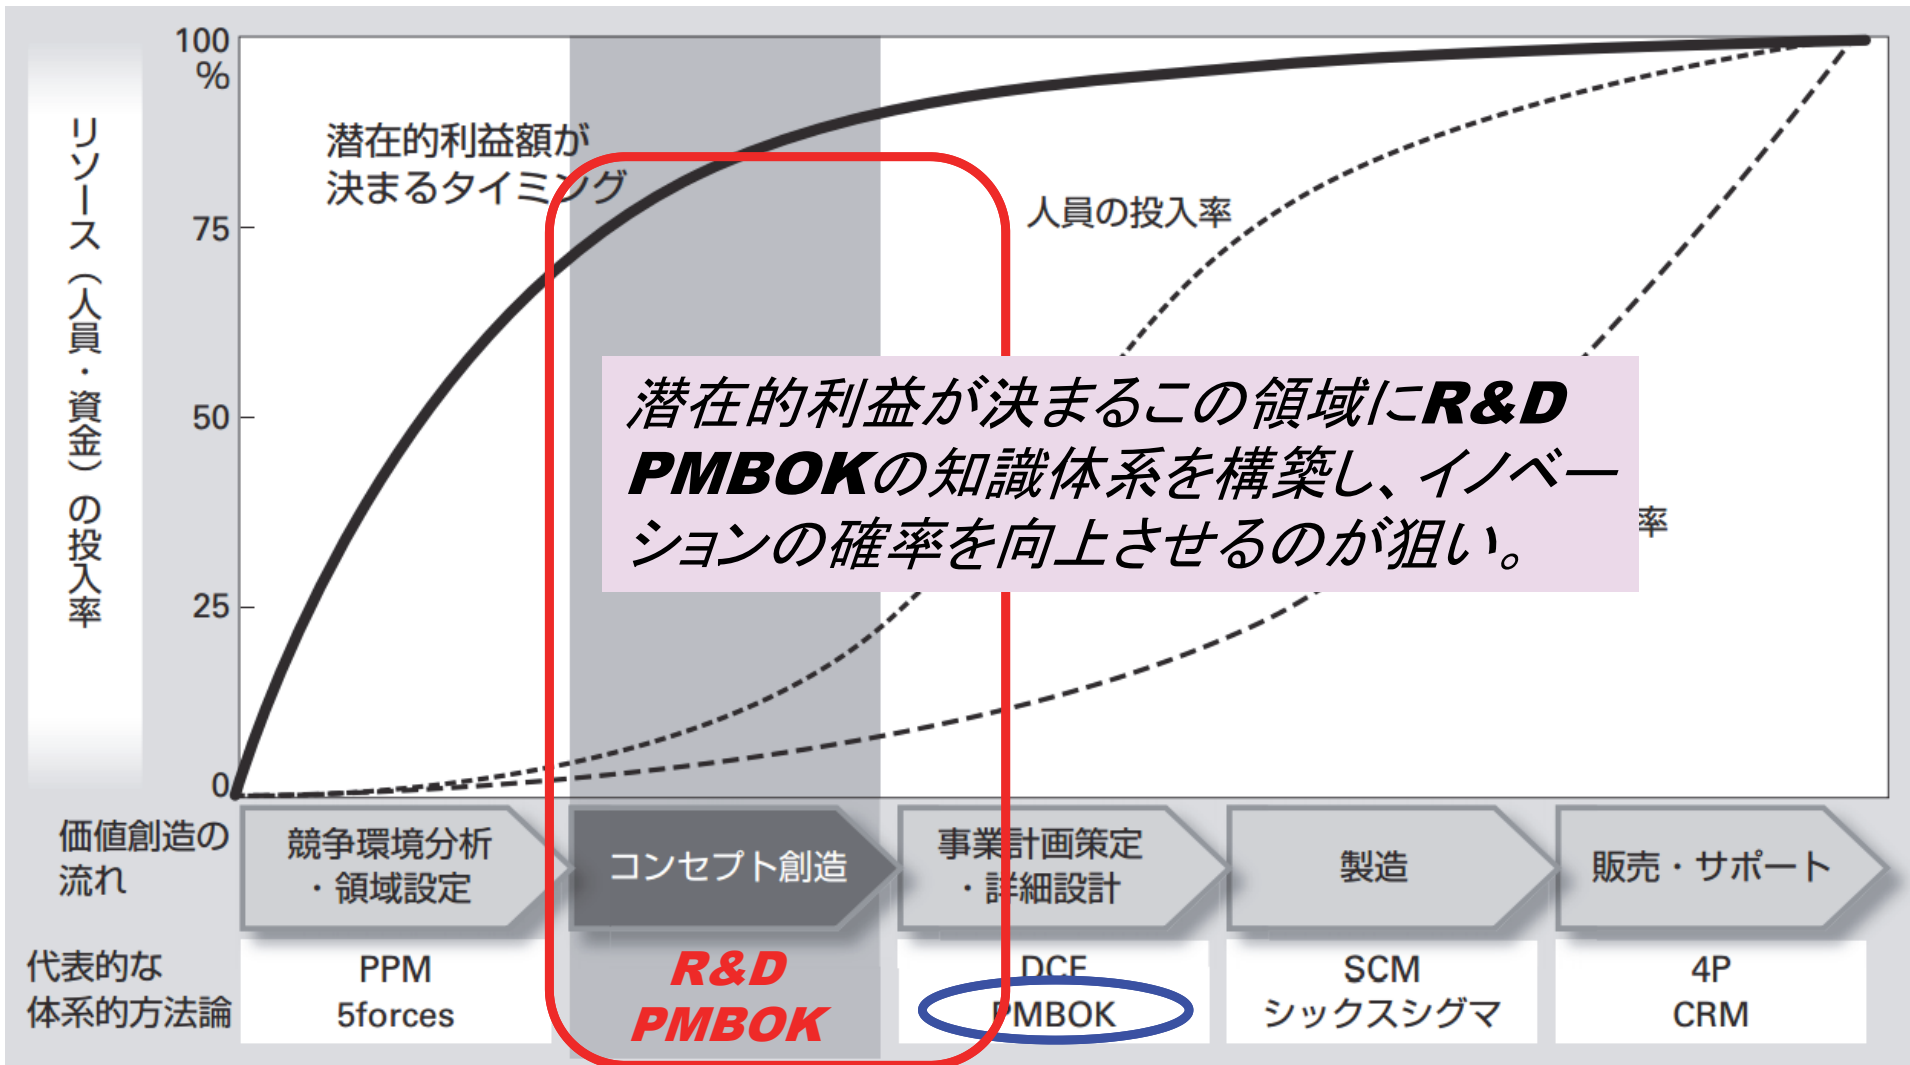 100
%
リソース（人員・資金）の投入率
潜在的利益額が
決まるタイミング
人員の投入率
75
50
25
0
潜在的利益が決まるこの領域にR&D
PMBOKの知識体系を構築し、イノベー
ションの確率を向上させるのが狙い。
率
価値創造の
流れ
競争環境分析
・領域設定
コンセプト創造
事業計画策定
・詳細設計
製造
販売・サポート
代表的な
体系的方法論
PPM
5forces
R&D
PMBOK
DCF
PMBOK
SCM
シックスシグマ
4P
CRM